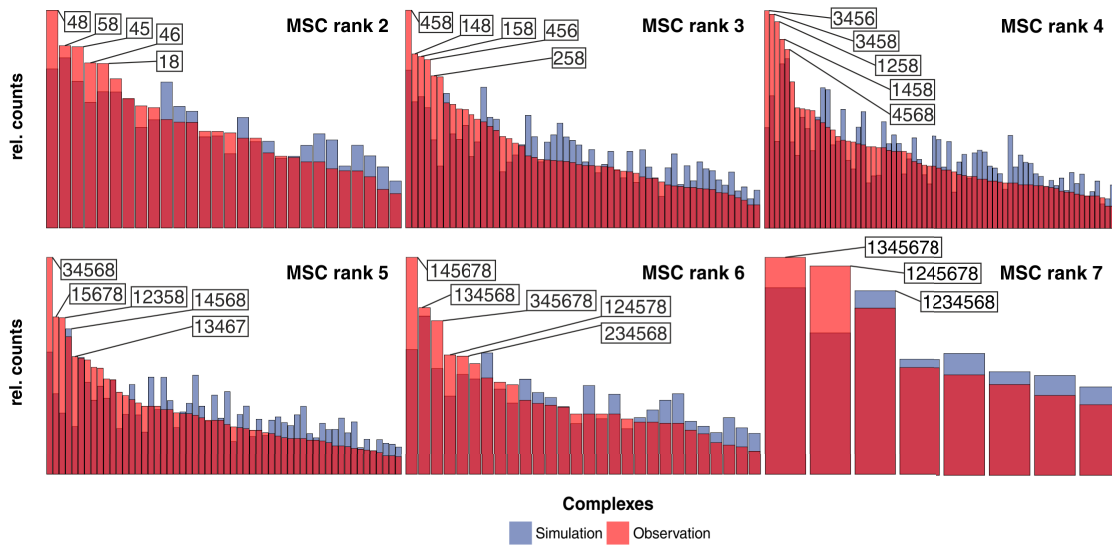 MSC rank 2
48
58
45
46
18
MSC rank 3
458
148
158
456
258
MSC rank 4
3456
3458
1258
1458
4568
rel. counts
MSC rank 5
34568
15678
12358
14568
13467
MSC rank 6
145678
134568
345678
124578
234568
MSC rank 7
1345678
1245678
1234568
rel. counts
Complexes
Simulation
Observation